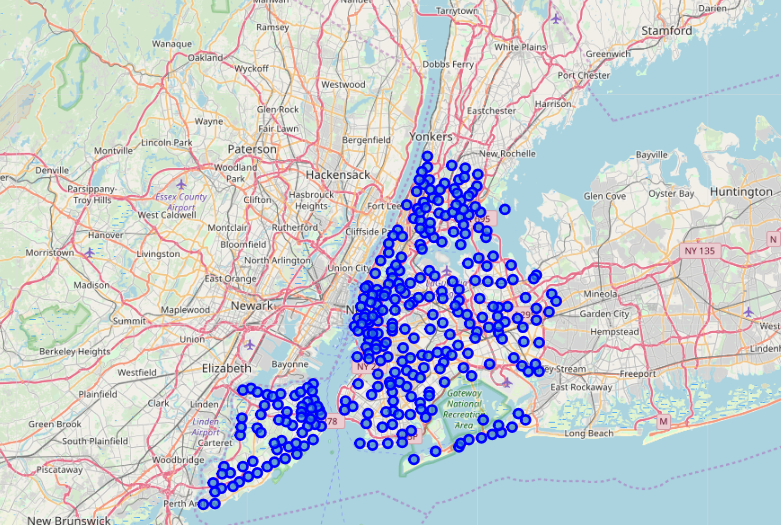 Tarrytown
Darien
Ramsey
Stamford
Wanaque
Oakland
White Plains
Greenwich
Wyckoff
Dobbs Ferry
Port Chester
Westwood
Glen Rock
Eastchester
Harrison
Wayne
Fair Lawn
Yonkers
Lincoln Park
Bergenfield
Montville
Paterson
New Rochelle
Bayville
Woodland
Park
Denville
Hackensack
Parsippany-
Troy Hills
Essex County
Airport
Hasbrouck
Heights
Glen Cove
Oyster Bay
Huntington
Clifton
Fort Lee
West Caldwell
Rutherford
Montclair
Cliffside Park
Bloomfield
Morristown
Livingston
North Arlington
NY 135
Union City
East Orange
Madison
Mineola
Newark
Maplewood
Garden City
Summit
Union
Hempstead
Berkeley Heights
Bayonne
Elizabeth
Westfield
Freeport
East Rockaway
Gateway
National
Recreation
Area
Clark
Linden
Linden
Airport
Green Brook
278
M
Long Beach
South Plainfield
Carteret
Woodbridge
Piscataway
New Brunswick